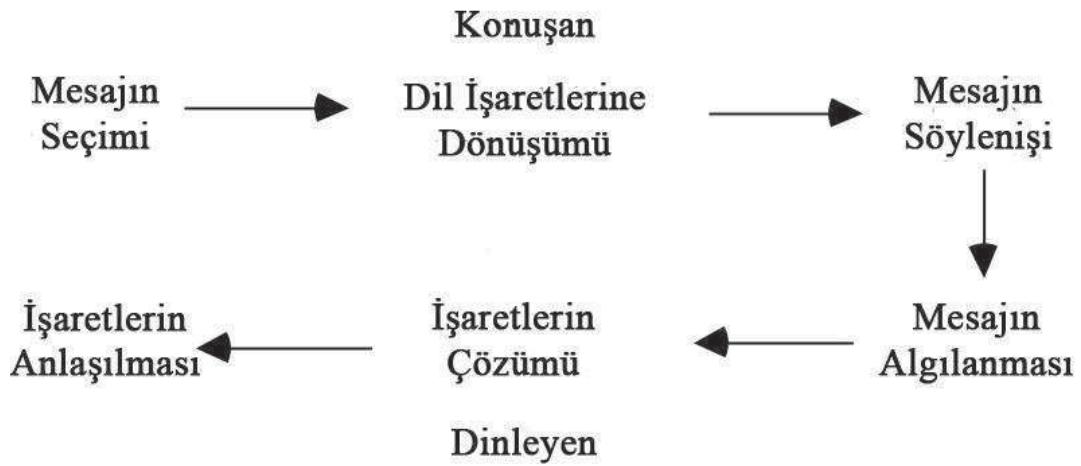 Konuşan
Mesajın
Seçimi
Dil İşaretlerine
Dönüşümü
Mesajın
Söylenişi
İşaretlerin
Anlaşılması
İşaretlerin
Çözümü
Mesajın
Algılanması
Dinleyen